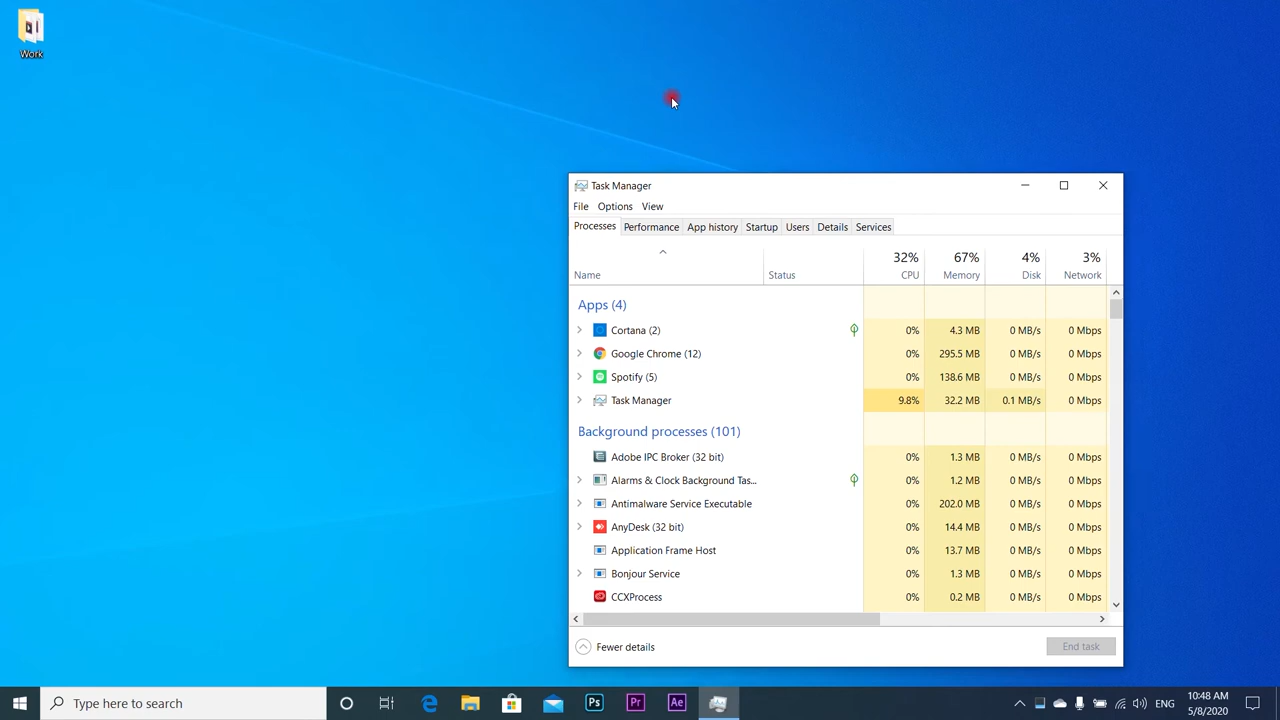 Work
Task Manager
File Options View
Processes Performance App history Startup Users Details Services
32% 67% 4% 3%
Name Status CPU Memory Disk Network
Apps (4)
Cortana (2) 0% 4.3 MB 0 MB/s 0 Mbps
Google Chrome (12) 0% 295.5 MB 0 MB/s 0 Mbps
Spotify (5) 0% 138.6 MB 0 MB/s 0 Mbps
Task Manager 9.8% 32.2 MB 0.1 MB/s 0 Mbps
Background processes (101)
Adobe IPC Broker (32 bit) 0% 1.3 MB 0 MB/s 0 Mbps
Alarms & Clock Background Tas... 0% 1.2 MB 0 MB/s 0 Mbps
Antimalware Service Executable 0% 202.0 MB 0 MB/s 0 Mbps
AnyDesk (32 bit) 0% 14.4 MB 0 MB/s 0 Mbps
Application Frame Host 0% 13.7 MB 0 MB/s 0 Mbps
Bonjour Service 0% 1.3 MB 0 MB/s 0 Mbps
CCXProcess 0% 0.2 MB 0 MB/s 0 Mbps
Fewer details End task
Type here to search Ps Pr Ae ENG 10:48 AM
5/8/2020